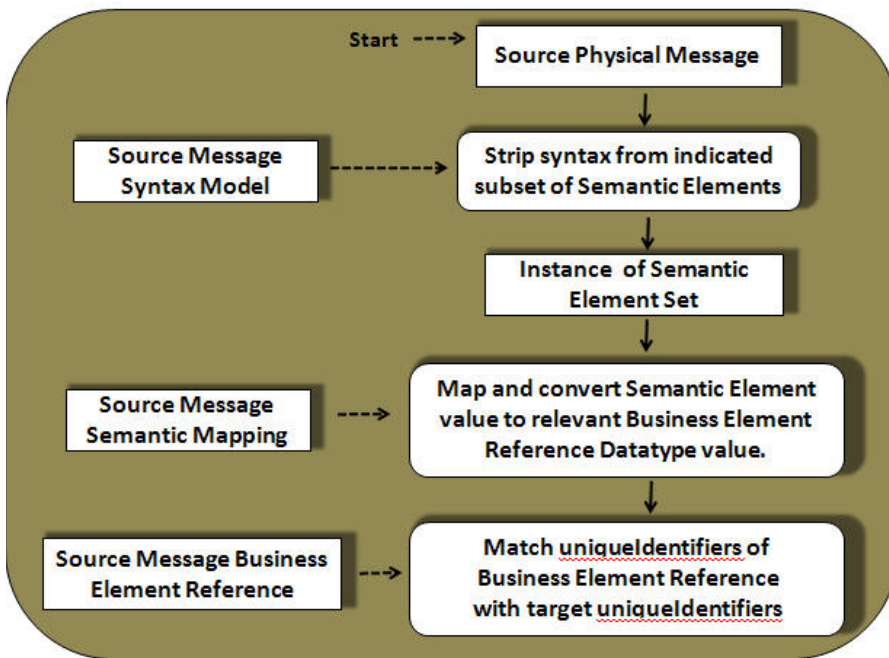 Start
Source Physical Message
Source Message
Syntax Model
Strip syntax from indicated
subset of Semantic Elements
Instance of Semantic
Element Set
Source Message
Semantic Mapping
Map and convert Semantic Element
value to relevant Business Element
Reference Datatype value.
Source Message Business
Element Reference
Match uniqueIdentifiers of
Business Element Reference
with target uniqueIdentifiers